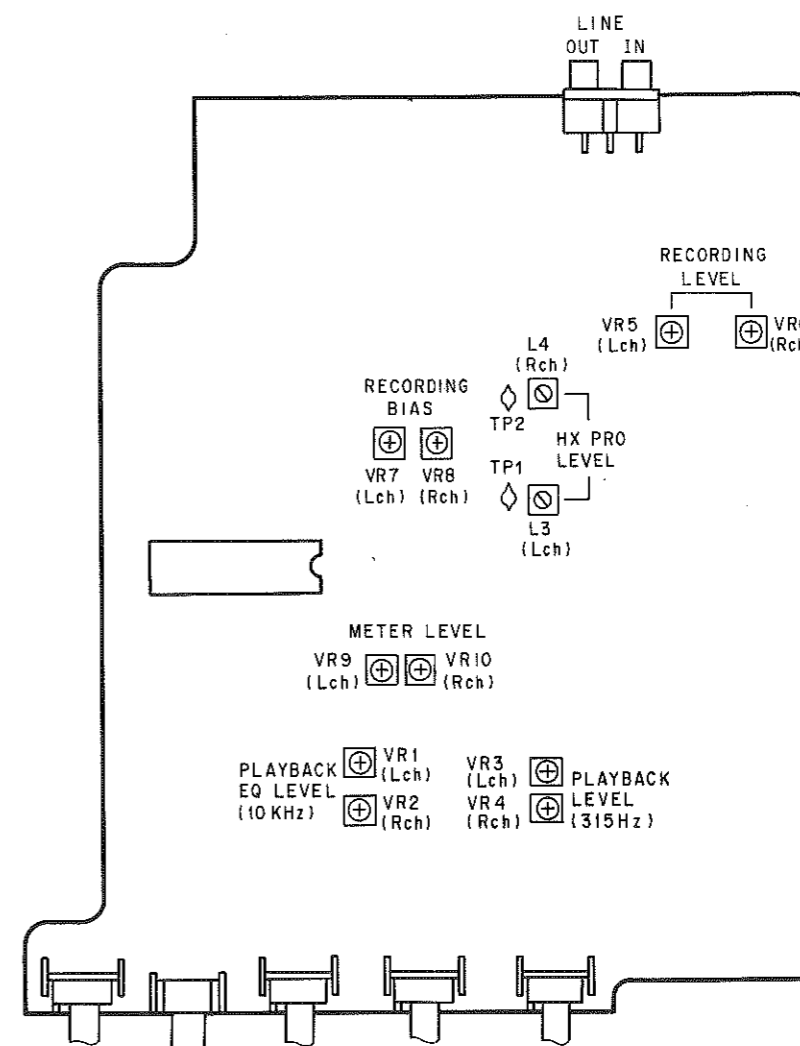 LINE
OUT IN
RECORDING
LEVEL
VR5
(Lch)
L4
(Rch)
TP2
HX PRO
LEVEL
TP1
L3
(Lch)
RECORDING
BIAS
VR7 VR8
(Lch) (Rch)
METER LEVEL
VR9
(Lch)
VR10
(Rch)
PLAYBACK
EQ LEVEL
(10 KHz)
VR1
(Lch)
VR2
(Rch)
VR3
(Lch)
VR4
(Rch)
PLAYBACK
LEVEL
(315Hz)